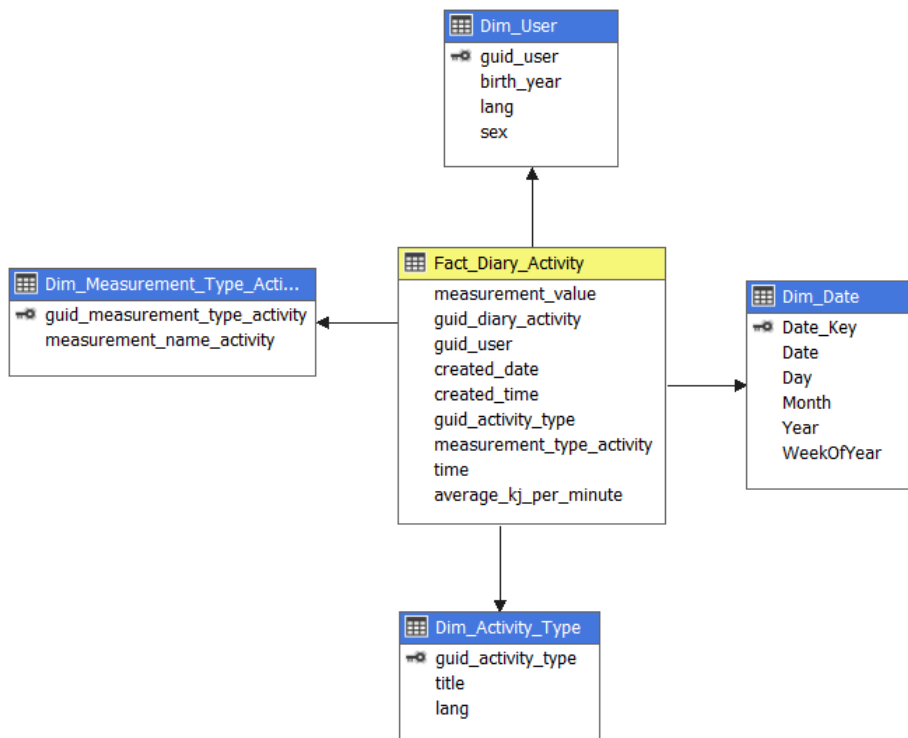 Dim_User
guid_user
birth_year
lang
sex
Fact_Diary_Activity
measurement_value
guid_diary_activity
guid_user
created_date
created_time
guid_activity_type
measurement_type_activity
time
average_kj_per_minute
Dim_Measurement_Type_Acti...
guid_measurement_type_activity
measurement_name_activity
Dim_Date
Date_Key
Date
Day
Month
Year
WeekOfYear
Dim_Activity_Type
guid_activity_type
title
lang